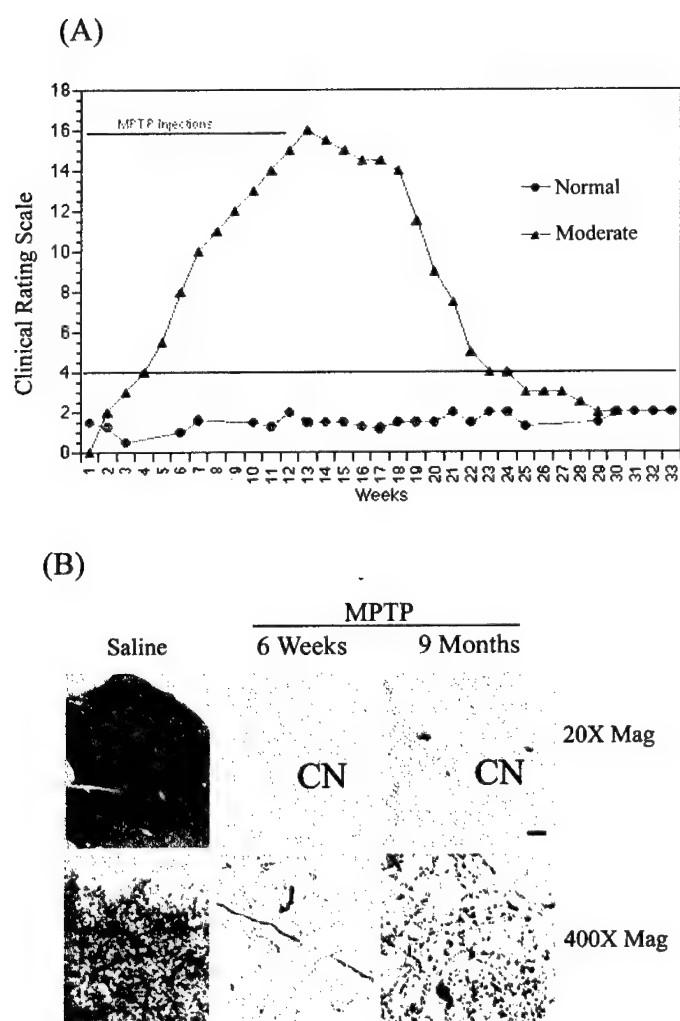 (A)
18
16
14
12
10
8
6
4
2
0
MPTP Injections
Normal
Moderate
Clinical Rating Scale
1 2 3 4 5 6 7 8 9 10 11 12 13 14 15 16 17 18 19 20 21 22 23 24 25 26 27 28 29 30 31 32 33
Weeks
(B)
MPTP
Saline 6 Weeks 9 Months
CN CN 20X Mag
400X Mag